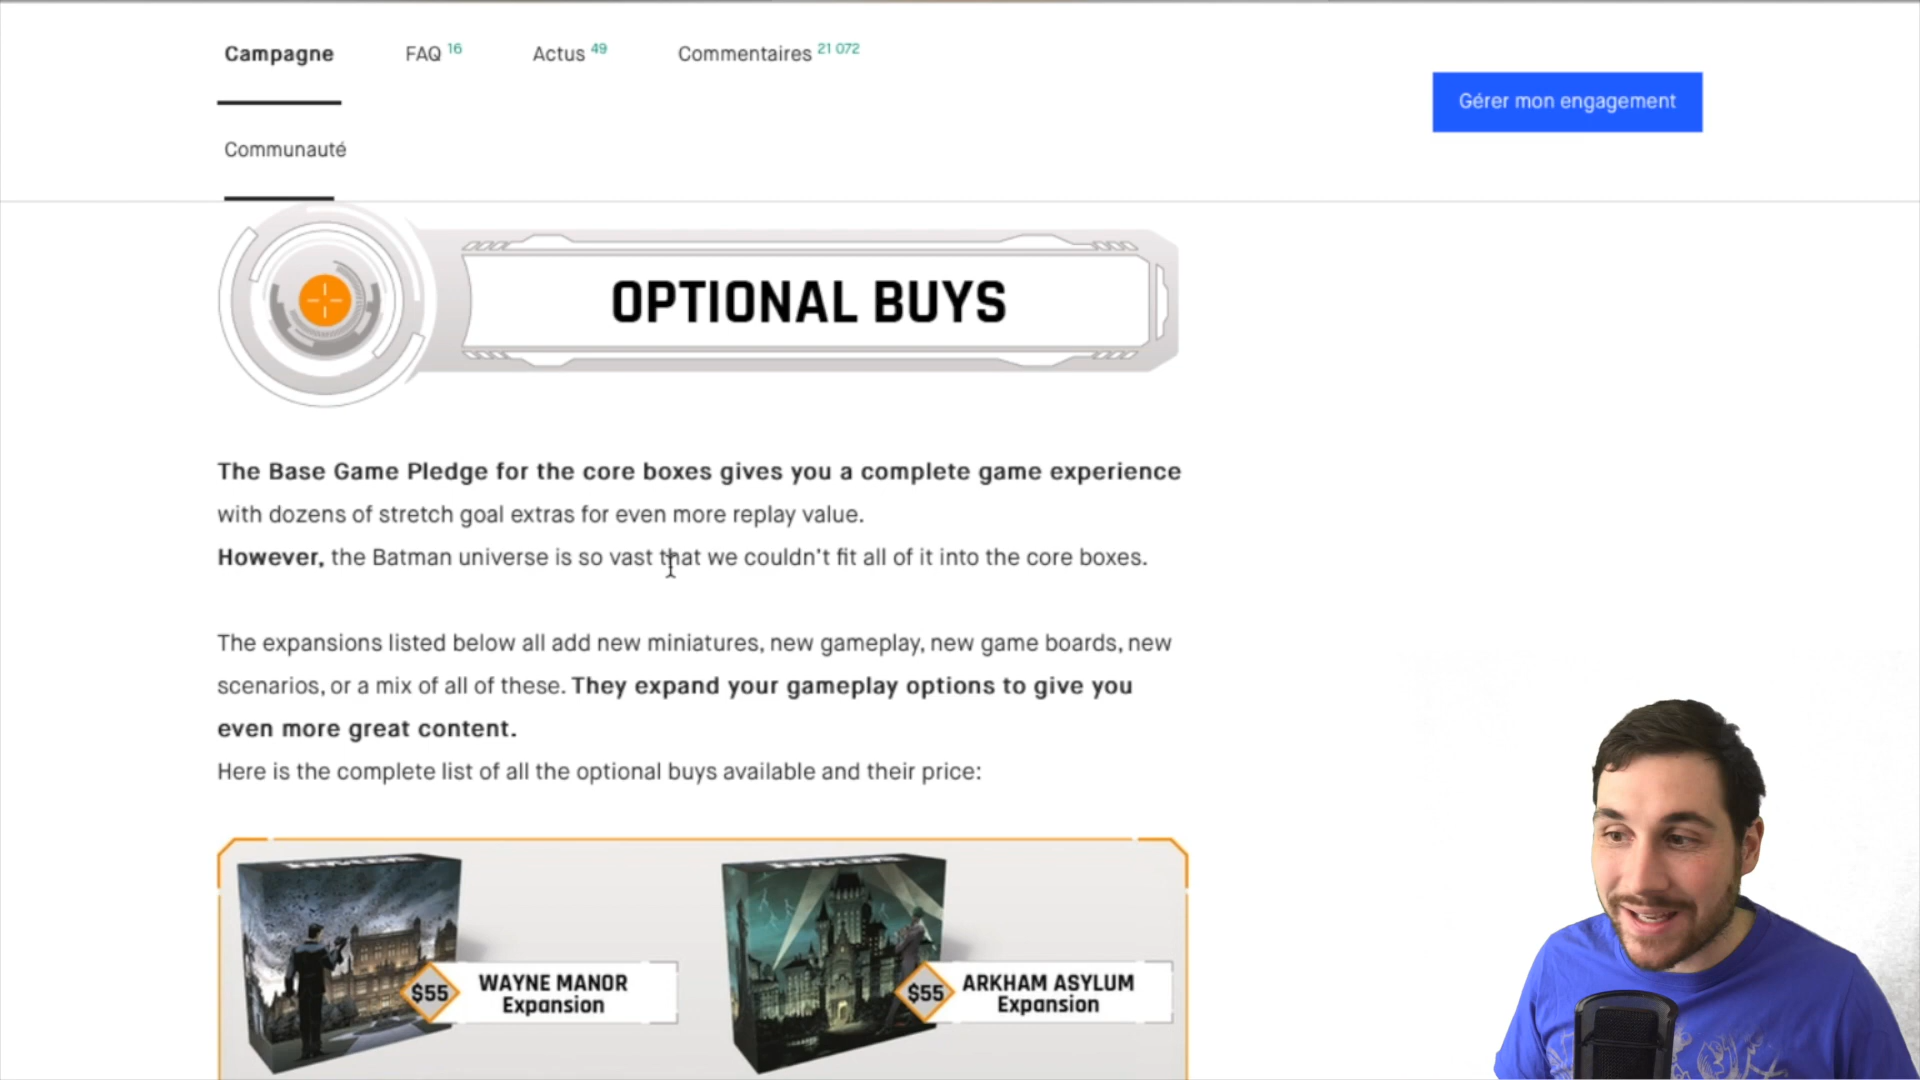 Campagne
FAQ 16
Actus 49
Commentaires 21 072
Gérer mon engagement
Communauté
OPTIONAL BUYS
The Base Game Pledge for the core boxes gives you a complete game experience
with dozens of stretch goal extras for even more replay value.
However, the Batman universe is so vast that we couldn't fit all of it into the core boxes.
The expansions listed below all add new miniatures, new gameplay, new game boards, new
scenarios, or a mix of all of these. They expand your gameplay options to give you
even more great content.
Here is the complete list of all the optional buys available and their price:
$55
WAYNE MANOR
Expansion
$55
ARKHAM ASYLUM
Expansion